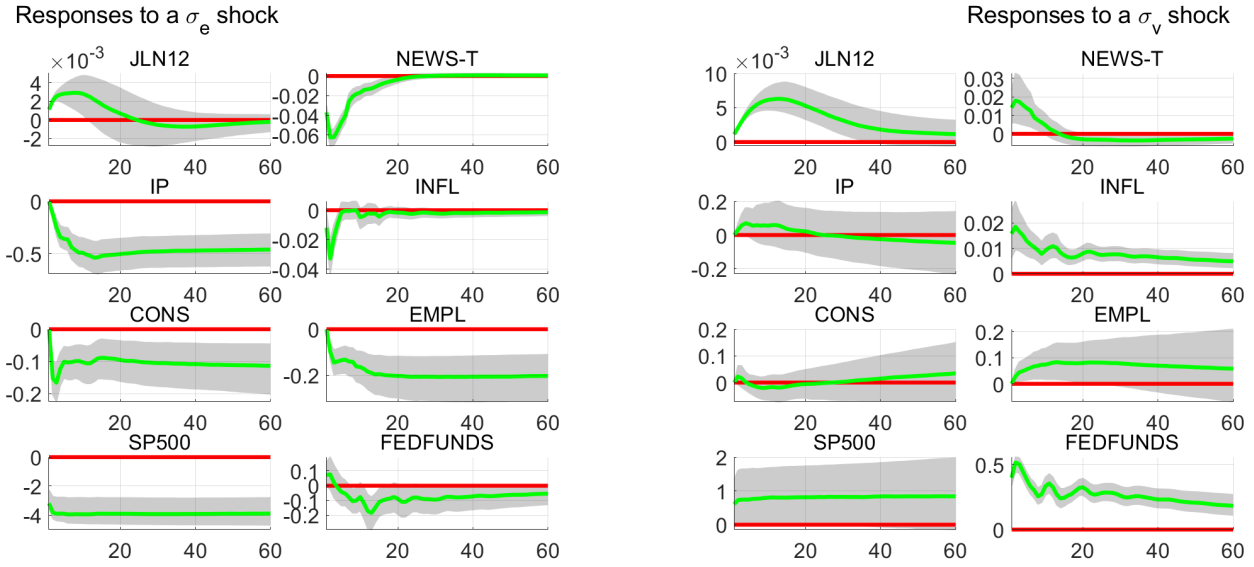 Responses to a σe shock
Responses to a σv shock
×10-3
JLN12
4
2
0
-2
20 40 60
NEWS-T
0
-0.02
-0.04
-0.06
20 40 60
×10-3
JLN12
10
5
0
20 40 60
NEWS-T
0.03
0.02
0.01
0
20 40 60
IP
0
-0.5
20 40 60
INFL
0
-0.02
-0.04
20 40 60
IP
0.2
0
-0.2
20 40 60
INFL
0.02
0.01
0
20 40 60
CONS
0
-0.1
-0.2
20 40 60
EMPL
0
-0.2
20 40 60
CONS
0.2
0.1
0
20 40 60
EMPL
0.2
0.1
0
20 40 60
SP500
0
-2
-4
20 40 60
FEDFUNDS
0.1
0
-0.1
-0.2
20 40 60
SP500
2
1
0
20 40 60
FEDFUNDS
0.5
0
20 40 60